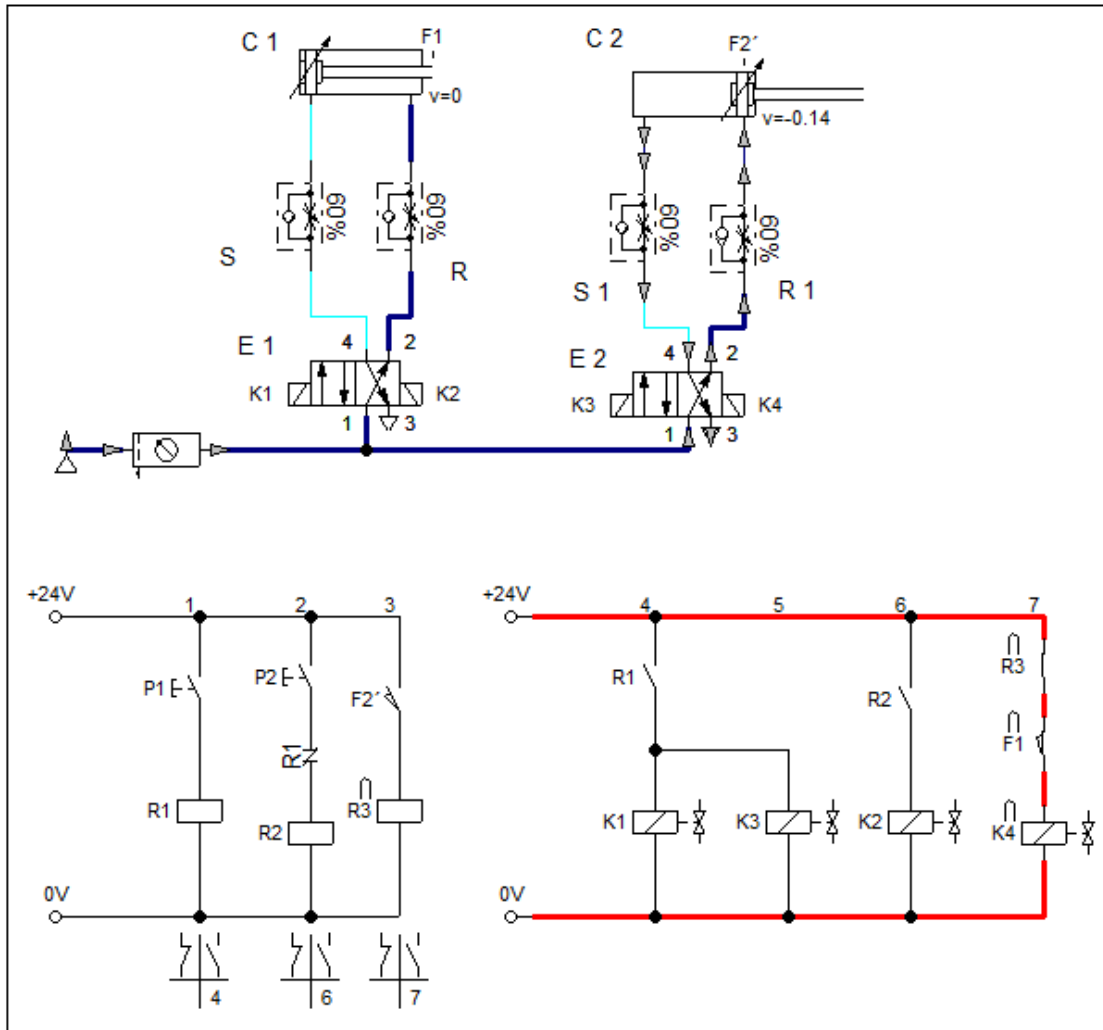 C 1
F1
v=0
C 2
F2´
v=-0.14
60%
60%
60%
60%
S
R
S 1
R 1
E 1
4
2
K1
K2
1
3
E 2
4
2
K3
K4
1
3
+24V
1
2
3
P1
P2
F2´
R1
R1
R2
R3
0V
4
6
7
+24V
4
5
6
7
R1
R2
R3
F1
K1
K3
K2
K4
0V